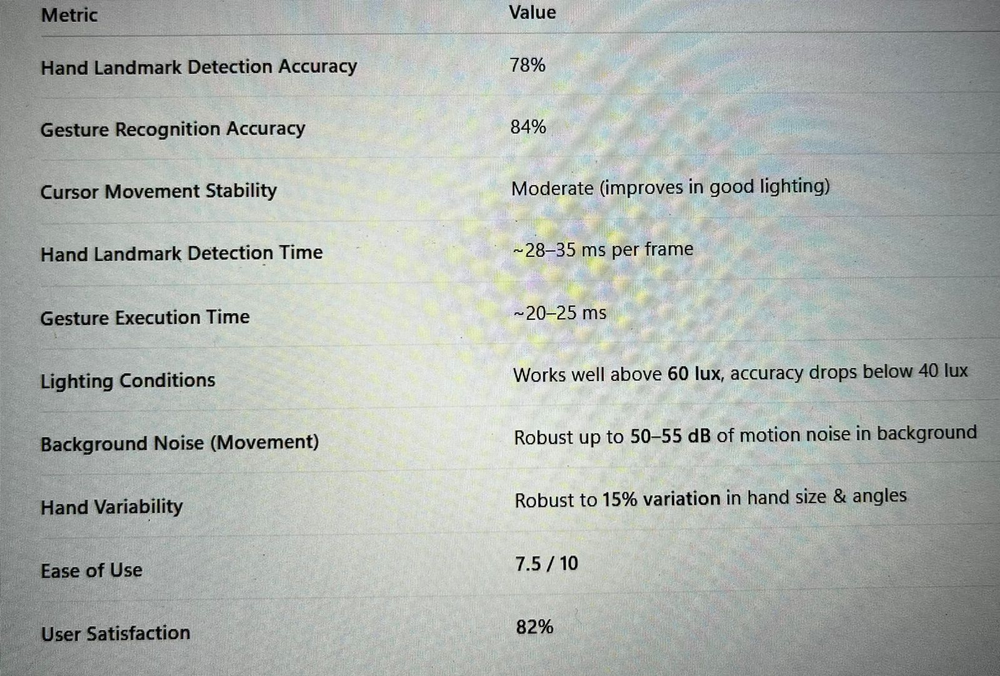 Metric Value
Hand Landmark Detection Accuracy 78%
Gesture Recognition Accuracy 84%
Cursor Movement Stability Moderate (improves in good lighting)
Hand Landmark Detection Time ~28–35 ms per frame
Gesture Execution Time ~20–25 ms
Lighting Conditions Works well above 60 lux, accuracy drops below 40 lux
Background Noise (Movement) Robust up to 50–55 dB of motion noise in background
Hand Variability Robust to 15% variation in hand size & angles
Ease of Use 7.5 / 10
User Satisfaction 82%